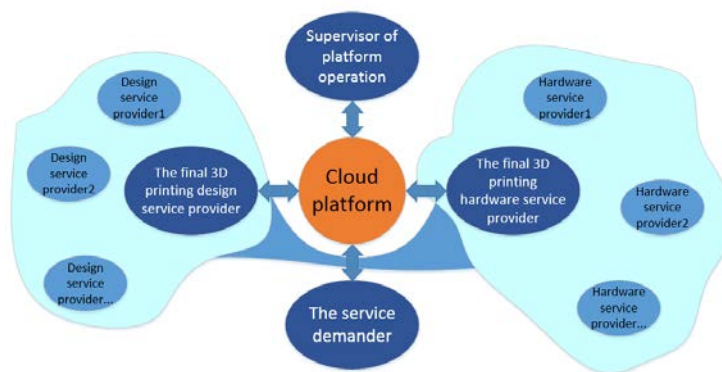 Supervisor of
platform
operation
Design
service
provider1
Hardware
service
provider1
Design
service
provider2
The final 3D
printing design
service provider
Cloud
platform
The final 3D
printing
hardware service
provider
Hardware
service
provider2
Design
service
provider...
The service
demander
Hardware
service
provider...